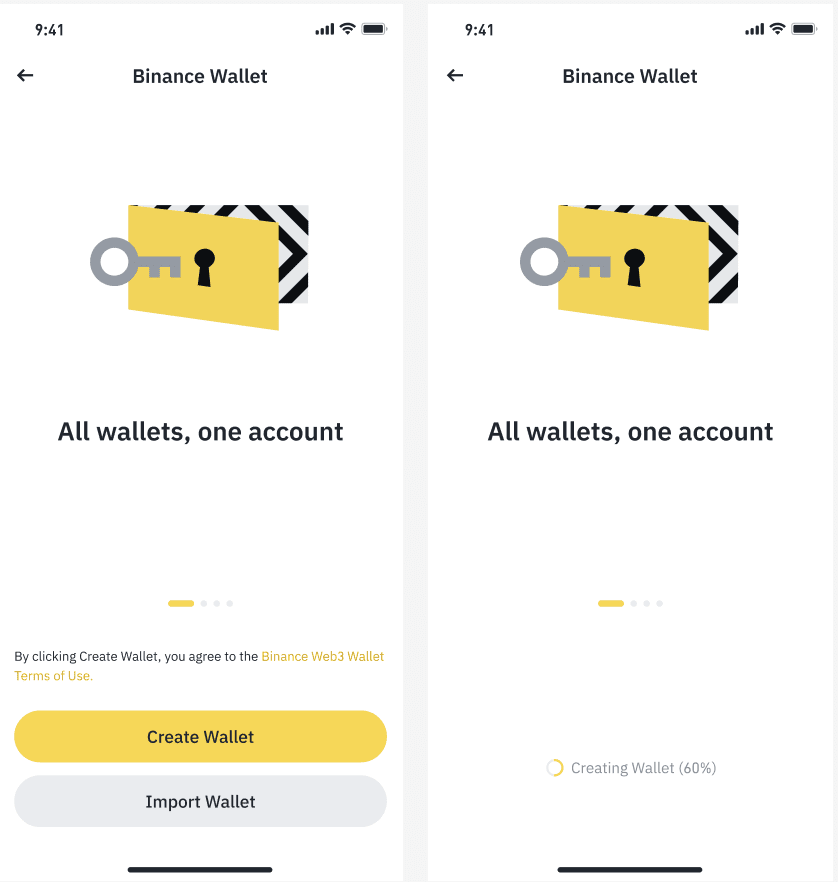 9:41
Binance Wallet
All wallets, one account
By clicking Create Wallet, you agree to the Binance Web3 Wallet
Terms of Use.
Create Wallet
Import Wallet
9:41
Binance Wallet
All wallets, one account
Creating Wallet (60%)